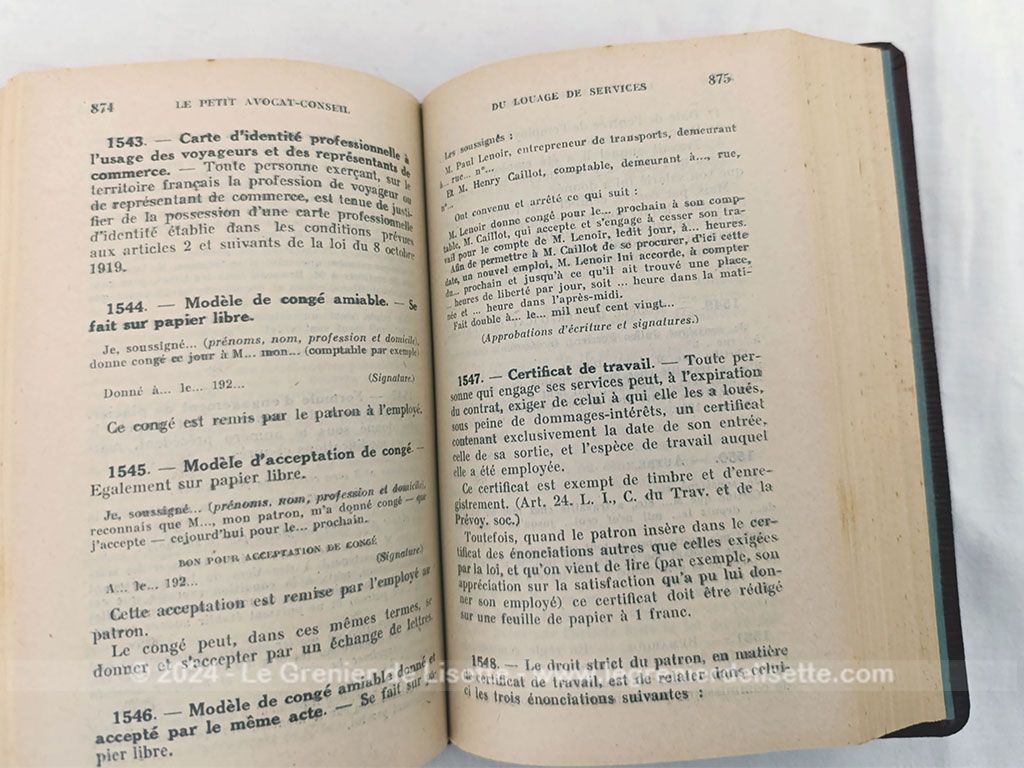 874 LE PETIT AVOCAT-CONSEIL
1543. — Carte d'identité professionnelle à
l'usage des voyageurs et des représentants de
commerce. — Toute personne exerçant, sur le
territoire français la profession de voyageur ou
de représentant de commerce, est tenue de justi-
fier de la possession d'une carte professionnelle
d'identité établie dans les conditions prévues
aux articles 2 et suivants de la loi du 8 octobre
1919.
1544. — Modèle de congé amiable. — Se
fait sur papier libre.
Je, soussigné... (prénoms, nom, profession et domicile),
donne congé ce jour à M... mon... (comptable par exemple)
Donné à... le... 192...
(Signature.)
Ce congé est remis par le patron à l'employé.
1545. — Modèle d'acceptation de congé. —
Egalement sur papier libre.
Je, soussigné... (prénoms, nom, profession et domicile),
reconnais que M..., mon patron, m'a donné congé — que
j'accepte — cejourd'hui pour le... prochain.
BON POUR ACCEPTATION DE CONGÉ
(Signature)
A... le... 192...
Cette acceptation est remise par l'employé au
patron.
Le congé peut, dans ces mêmes termes, se
donner et s'accepter par un échange de lettres.
1546. — Modèle de congé amiable donné et
accepté par le même acte. — Se fait sur pa-
pier libre.
DU LOUAGE DE SERVICES 875
Les soussignés :
M. Paul Lenoir, entrepreneur de transports, demeurant
à... rue... n°...
Et M. Henry Caillot, comptable, demeurant à..., rue,
n°...
Ont convenu et arrêté ce qui suit :
M. Lenoir donne congé pour le... prochain à son comp-
table, M. Caillot, qui accepte et s'engage à cesser son tra-
vail pour le compte de M. Lenoir, ledit jour, à... heures.
Afin de permettre à M. Caillot de se procurer, d'ici cette
date, un nouvel emploi, M. Lenoir lui accorde, à compter
du... prochain et jusqu'à ce qu'il ait trouvé une place,
... heures de liberté par jour, soit ... heure dans la mati-
née et ... heure dans l'après-midi.
Fait double à... le... mil neuf cent vingt...
(Approbations d'écriture et signatures.)
1547. — Certificat de travail. — Toute per-
sonne qui engage ses services peut, à l'expiration
du contrat, exiger de celui à qui elle les a loués,
sous peine de dommages-intérêts, un certificat
contenant exclusivement la date de son entrée,
celle de sa sortie, et l'espèce de travail auquel
elle a été employée.
Ce certificat est exempt de timbre et d'enre-
gistrement. (Art. 24. L. I., C. du Trav. et de la
Prévoy. soc.)
Toutefois, quand le patron insère dans le cer-
tificat des énonciations autres que celles exigées
par la loi, et qu'on vient de lire (par exemple, son
appréciation sur la satisfaction qu'a pu lui don-
ner son employé) ce certificat doit être rédigé
sur une feuille de papier à 1 franc.
1548. — Le droit strict du patron, en matière
de certificat de travail, est de relater dans celui-
ci les trois énonciations suivantes :
© 2024 - Le Grenier de Lisette